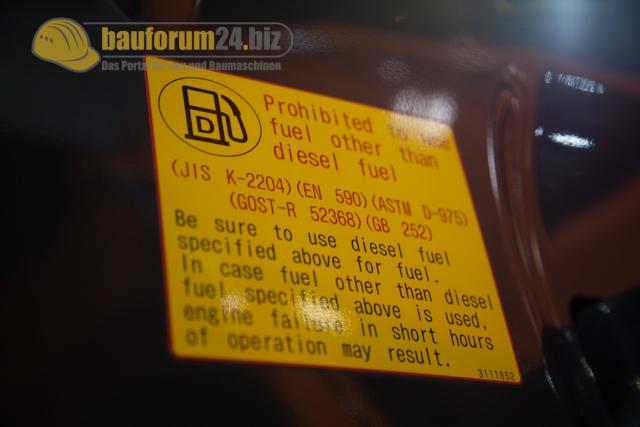 bauforum24.biz
Das Portal für Bau und Baumaschinen
D
Prohibited to use
fuel other than
diesel fuel
(JIS K-2204)(EN 590)(ASTM D-975)
(GOST-R 52368)(GB 252)
Be sure to use diesel fuel
specified above for fuel.
In case fuel other than diesel
fuel specified above is used,
engine failure in short hours
of operation may result.
3111852